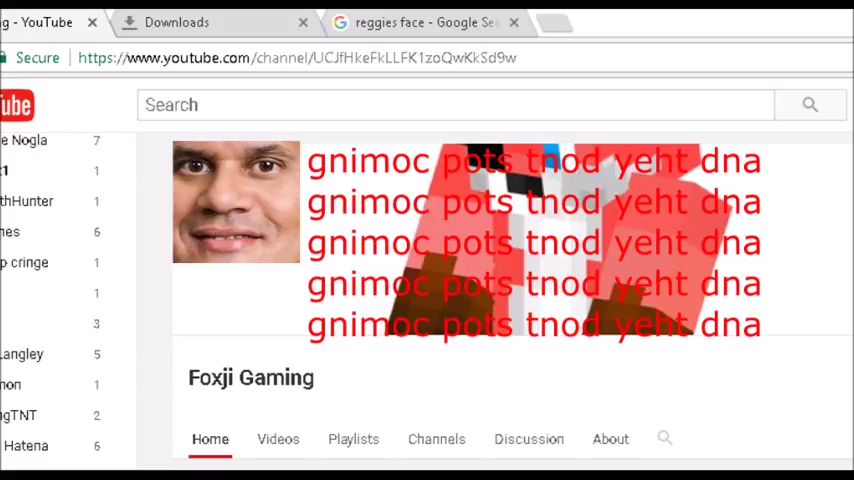 g - YouTube
Downloads
reggies face - Google Sea
Secure https://www.youtube.com/channel/UCJfHkeFkLLFK1zoQwKkSd9w
ube
Search
e Nogla 7
1 1
thHunter 1
nes 6
p cringe 1
1
3
Langley 5
1
gTNT 2
Hatena 6
gnimoc pots tnod yeht dna
gnimoc pots tnod yeht dna
gnimoc pots tnod yeht dna
gnimoc pots tnod yeht dna
gnimoc pots tnod yeht dna
Foxji Gaming
Home Videos Playlists Channels Discussion About